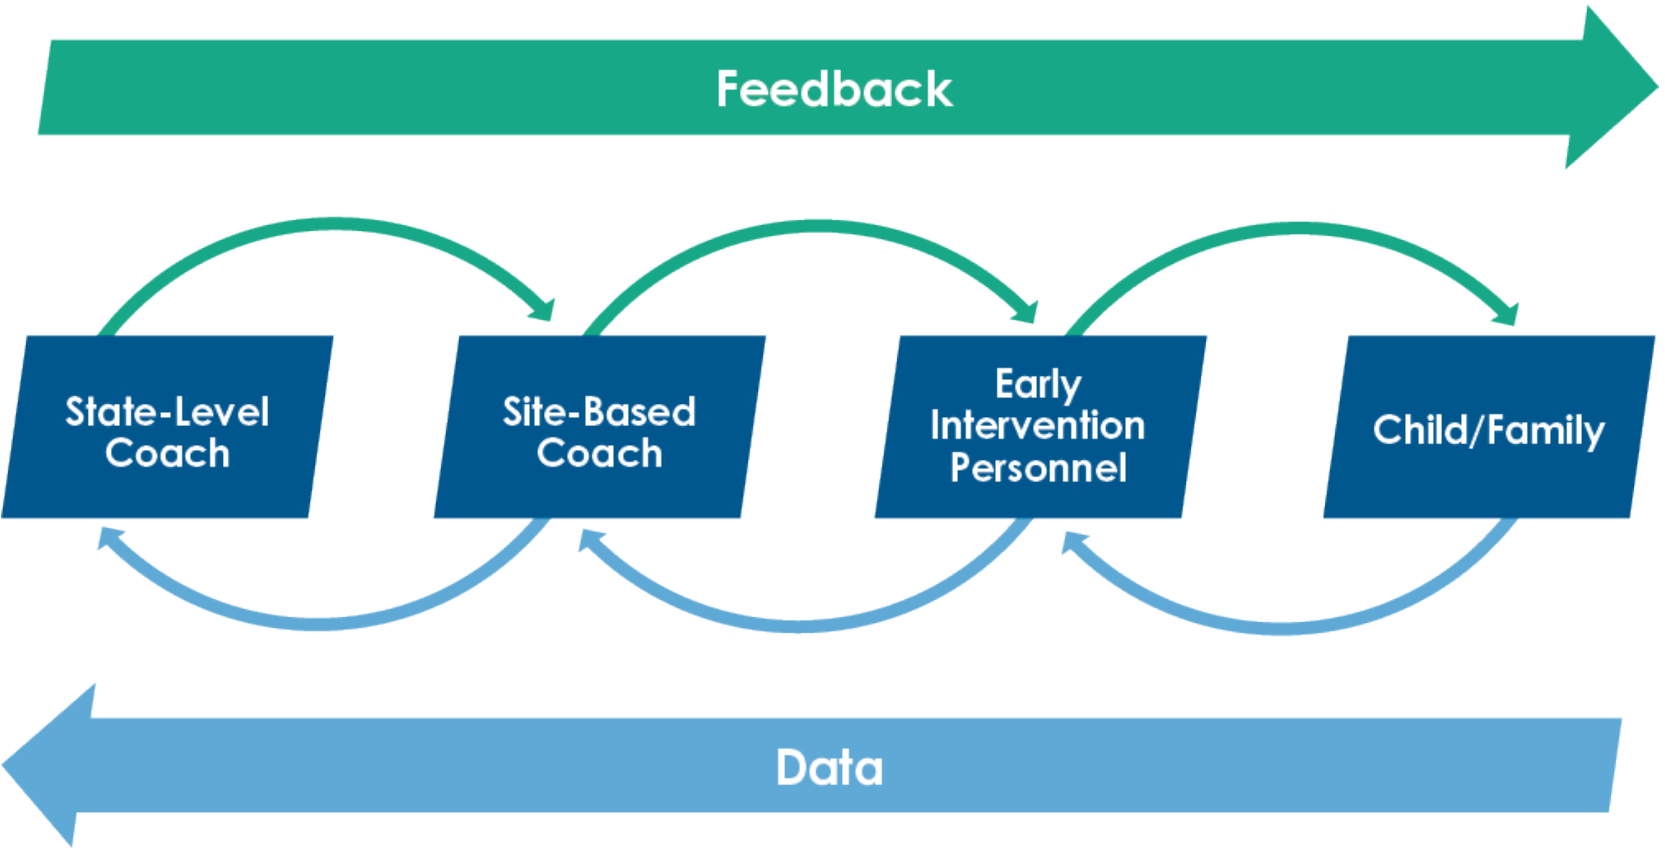 Feedback
State-Level
Coach
Site-Based
Coach
Early
Intervention
Personnel
Child/Family
Data